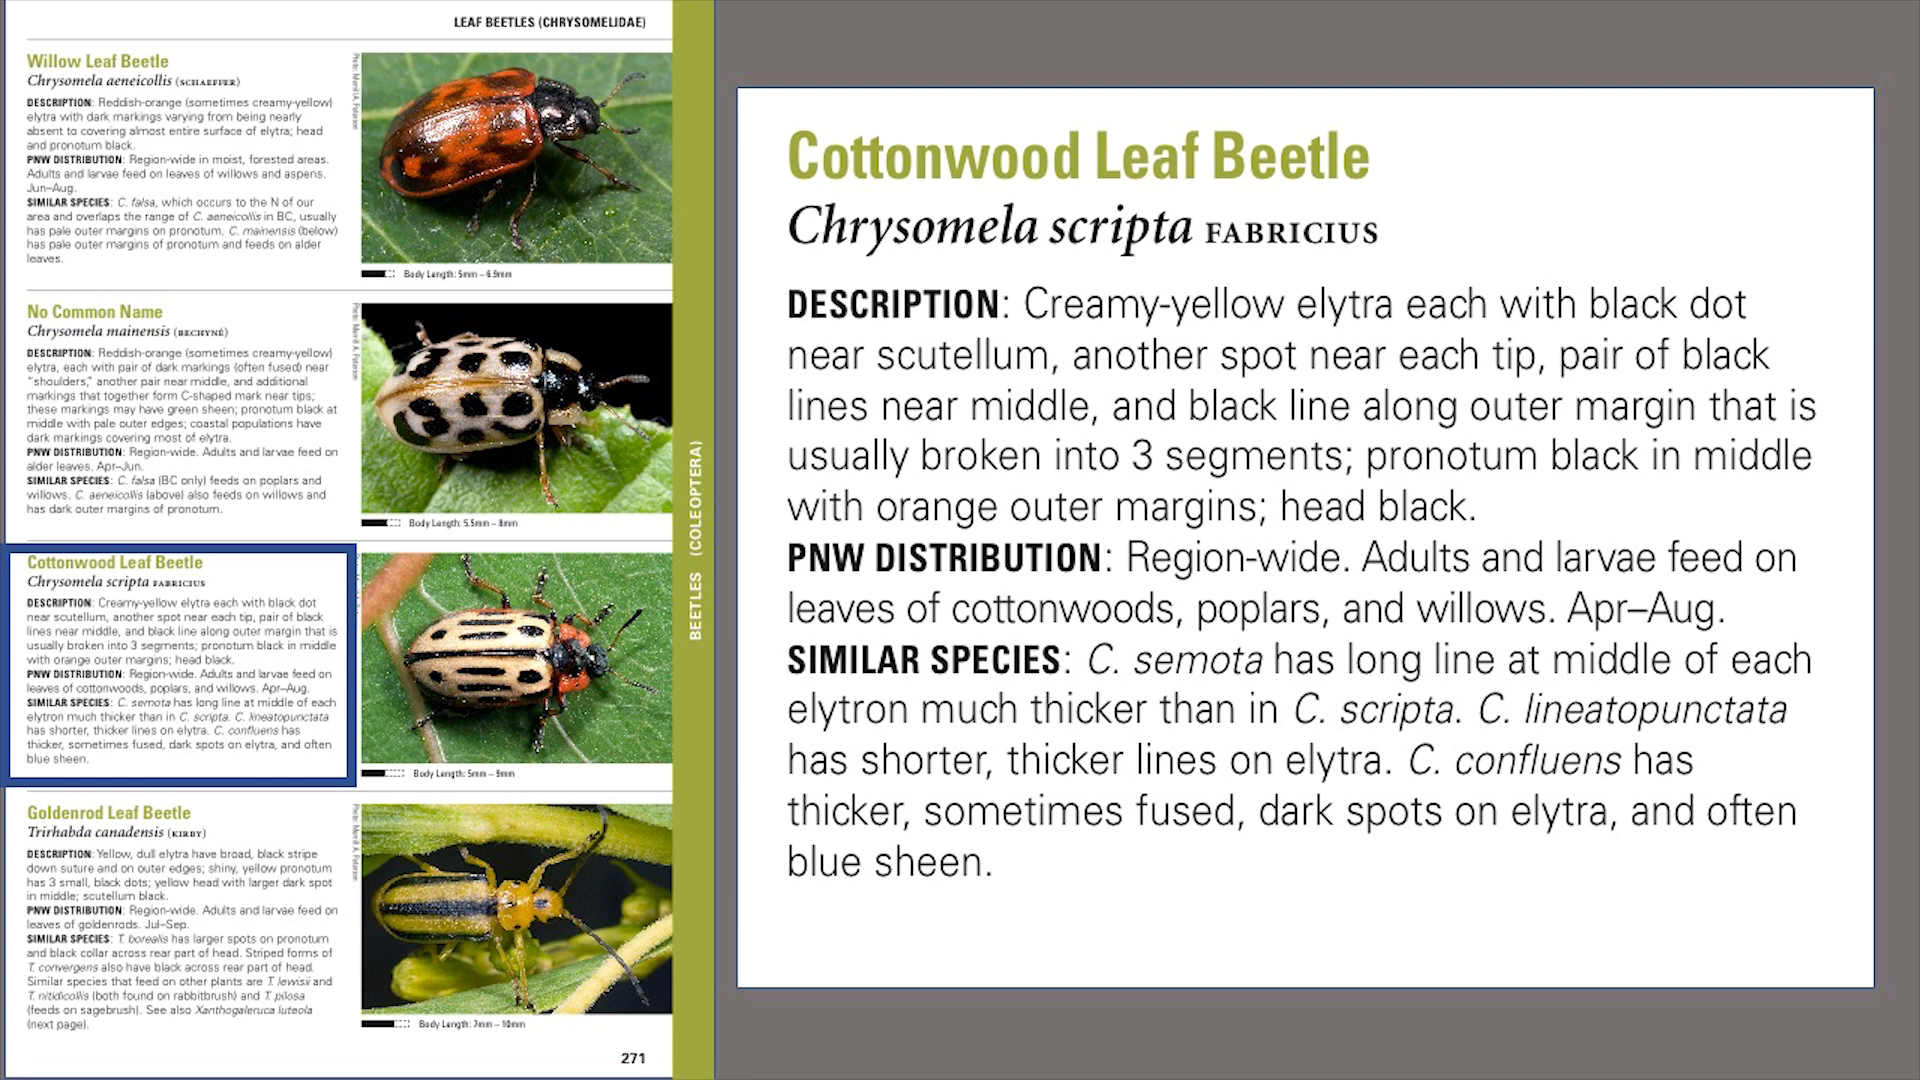 LEAF BEETLES (CHRYSOMELIDAE)
Willow Leaf Beetle
Chrysomela aeneicollis (SCHAEFFER)
DESCRIPTION: Reddish-orange (sometimes creamy-yellow)
elytra with dark markings varying from being nearly
absent to covering almost entire surface of elytra; head
and pronotum black.
PNW DISTRIBUTION: Region-wide in moist, forested areas.
Adults and larvae feed on leaves of willows and aspens.
Jun–Aug.
SIMILAR SPECIES: C. falsa, which occurs to the N of our
area and overlaps the range of C. aeneicollis in BC, usually
has pale outer margins on pronotum. C. mainensis (below)
has pale outer margins of pronotum and feeds on alder
leaves.
Photo: Merrill A. Peterson
Body Length: 5mm – 6.9mm
No Common Name
Chrysomela mainensis (BECHYNÉ)
DESCRIPTION: Reddish-orange (sometimes creamy-yellow)
elytra, each with pair of dark markings (often fused) near
"shoulders," another pair near middle, and additional
markings that together form C-shaped mark near tips;
these markings may have green sheen; pronotum black at
middle with pale outer edges; coastal populations have
dark markings covering most of elytra.
PNW DISTRIBUTION: Region-wide. Adults and larvae feed on
alder leaves. Apr–Jun.
SIMILAR SPECIES: C. falsa (BC only) feeds on poplars and
willows. C. aeneicollis (above) also feeds on willows and
has dark outer margins of pronotum.
Photo: Merrill A. Peterson
Body Length: 5.5mm – 8mm
Cottonwood Leaf Beetle
Chrysomela scripta FABRICIUS
DESCRIPTION: Creamy-yellow elytra each with black dot
near scutellum, another spot near each tip, pair of black
lines near middle, and black line along outer margin that is
usually broken into 3 segments; pronotum black in middle
with orange outer margins; head black.
PNW DISTRIBUTION: Region-wide. Adults and larvae feed on
leaves of cottonwoods, poplars, and willows. Apr–Aug.
SIMILAR SPECIES: C. semota has long line at middle of each
elytron much thicker than in C. scripta. C. lineatopunctata
has shorter, thicker lines on elytra. C. confluens has
thicker, sometimes fused, dark spots on elytra, and often
blue sheen.
Body Length: 5mm – 9mm
Goldenrod Leaf Beetle
Trirhabda canadensis (KIRBY)
DESCRIPTION: Yellow, dull elytra have broad, black stripe
down suture and on outer edges; shiny, yellow pronotum
has 3 small, black dots; yellow head with larger dark spot
in middle; scutellum black.
PNW DISTRIBUTION: Region-wide. Adults and larvae feed on
leaves of goldenrods. Jul–Sep.
SIMILAR SPECIES: T. borealis has larger spots on pronotum
and black collar across rear part of head. Striped forms of
T. convergens also have black across rear part of head.
Similar species that feed on other plants are T. lewisii and
T. nitidicollis (both found on rabbitbrush) and T. pilosa
(feeds on sagebrush). See also Xanthogaleruca luteola
(next page).
Photo: Merrill A. Peterson
Body Length: 7mm – 10mm
271
BEETLES (COLEOPTERA)
Cottonwood Leaf Beetle
Chrysomela scripta FABRICIUS
DESCRIPTION: Creamy-yellow elytra each with black dot
near scutellum, another spot near each tip, pair of black
lines near middle, and black line along outer margin that is
usually broken into 3 segments; pronotum black in middle
with orange outer margins; head black.
PNW DISTRIBUTION: Region-wide. Adults and larvae feed on
leaves of cottonwoods, poplars, and willows. Apr–Aug.
SIMILAR SPECIES: C. semota has long line at middle of each
elytron much thicker than in C. scripta. C. lineatopunctata
has shorter, thicker lines on elytra. C. confluens has
thicker, sometimes fused, dark spots on elytra, and often
blue sheen.